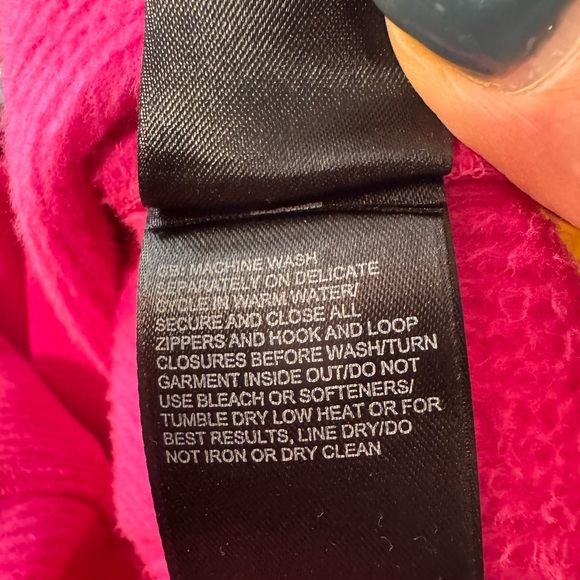 GB: MACHINE WASH
SEPARATELY ON DELICATE
CYCLE IN WARM WATER/
SECURE AND CLOSE ALL
ZIPPERS AND HOOK AND LOOP
CLOSURES BEFORE WASH/TURN
GARMENT INSIDE OUT/DO NOT
USE BLEACH OR SOFTENERS/
TUMBLE DRY LOW HEAT OR FOR
BEST RESULTS, LINE DRY/DO
NOT IRON OR DRY CLEAN